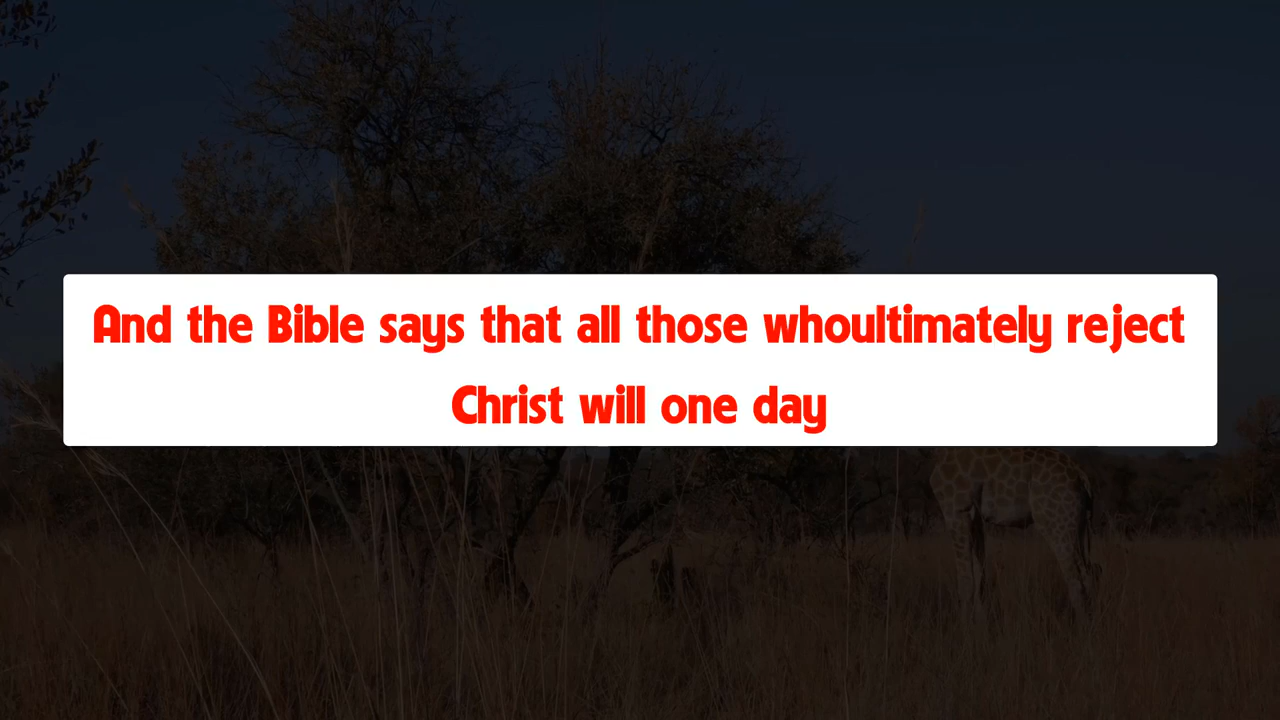 And the Bible says that all those whoultimately reject
Christ will one day